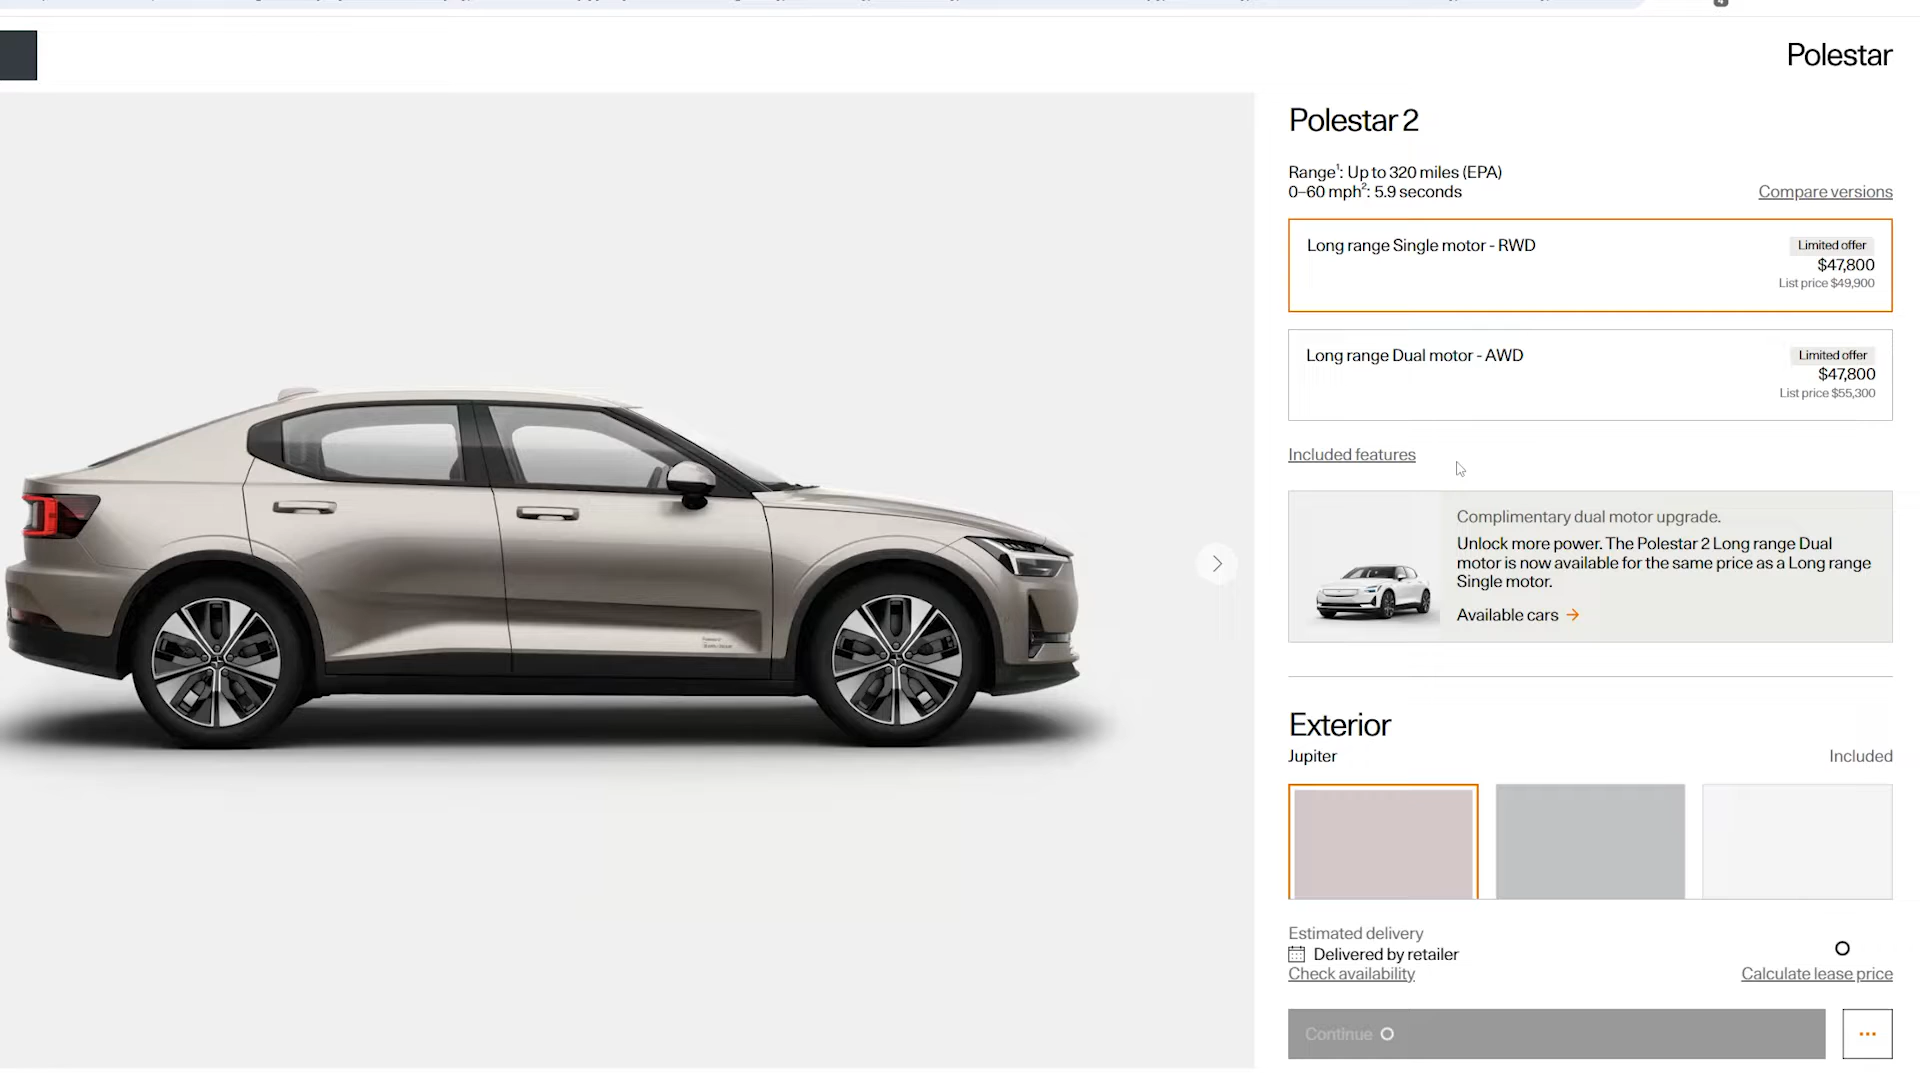 Polestar
Polestar 2
Range¹: Up to 320 miles (EPA)
0–60 mph²: 5.9 seconds
Compare versions
Long range Single motor - RWD
Limited offer
$47,800
List price $49,900
Long range Dual motor - AWD
Limited offer
$47,800
List price $55,300
Included features
Complimentary dual motor upgrade.
Unlock more power. The Polestar 2 Long range Dual
motor is now available for the same price as a Long range
Single motor.
Available cars →
Exterior
Jupiter
Included
Estimated delivery
Delivered by retailer
Check availability
Calculate lease price
Continue